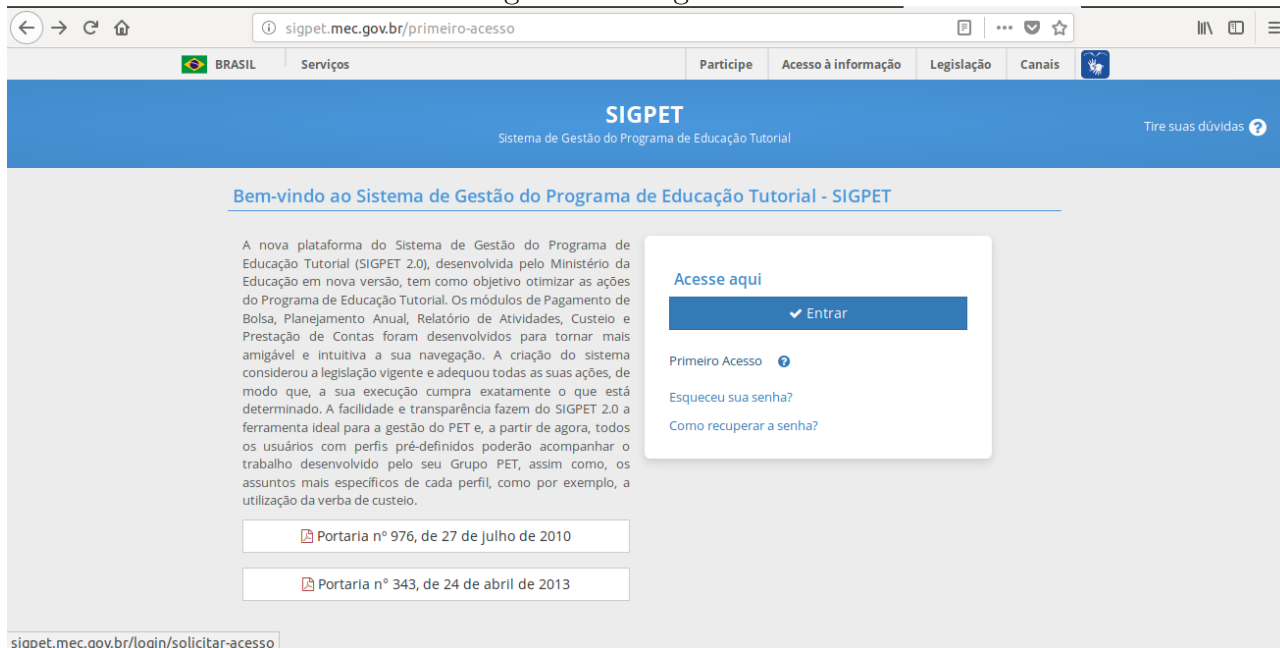 sigpet.mec.gov.br/primeiro-acesso
BRASIL Serviços Participe Acesso à informação Legislação Canais
SIGPET
Sistema de Gestão do Programa de Educação Tutorial
Tire suas dúvidas ?
Bem-vindo ao Sistema de Gestão do Programa de Educação Tutorial - SIGPET
A nova plataforma do Sistema de Gestão do Programa de
Educação Tutorial (SIGPET 2.0), desenvolvida pelo Ministério da
Educação em nova versão, tem como objetivo otimizar as ações
do Programa de Educação Tutorial. Os módulos de Pagamento de
Bolsa, Planejamento Anual, Relatório de Atividades, Custeio e
Prestação de Contas foram desenvolvidos para tornar mais
amigável e intuitiva a sua navegação. A criação do sistema
considerou a legislação vigente e adequou todas as suas ações, de
modo que, a sua execução cumpra exatamente o que está
determinado. A facilidade e transparência fazem do SIGPET 2.0 a
ferramenta ideal para a gestão do PET e, a partir de agora, todos
os usuários com perfis pré-definidos poderão acompanhar o
trabalho desenvolvido pelo seu Grupo PET, assim como, os
assuntos mais específicos de cada perfil, como por exemplo, a
utilização da verba de custeio.
Portaria nº 976, de 27 de julho de 2010
Portaria n° 343, de 24 de abril de 2013
Acesse aqui
Entrar
Primeiro Acesso ?
Esqueceu sua senha?
Como recuperar a senha?
sigpet.mec.gov.br/login/solicitar-acesso